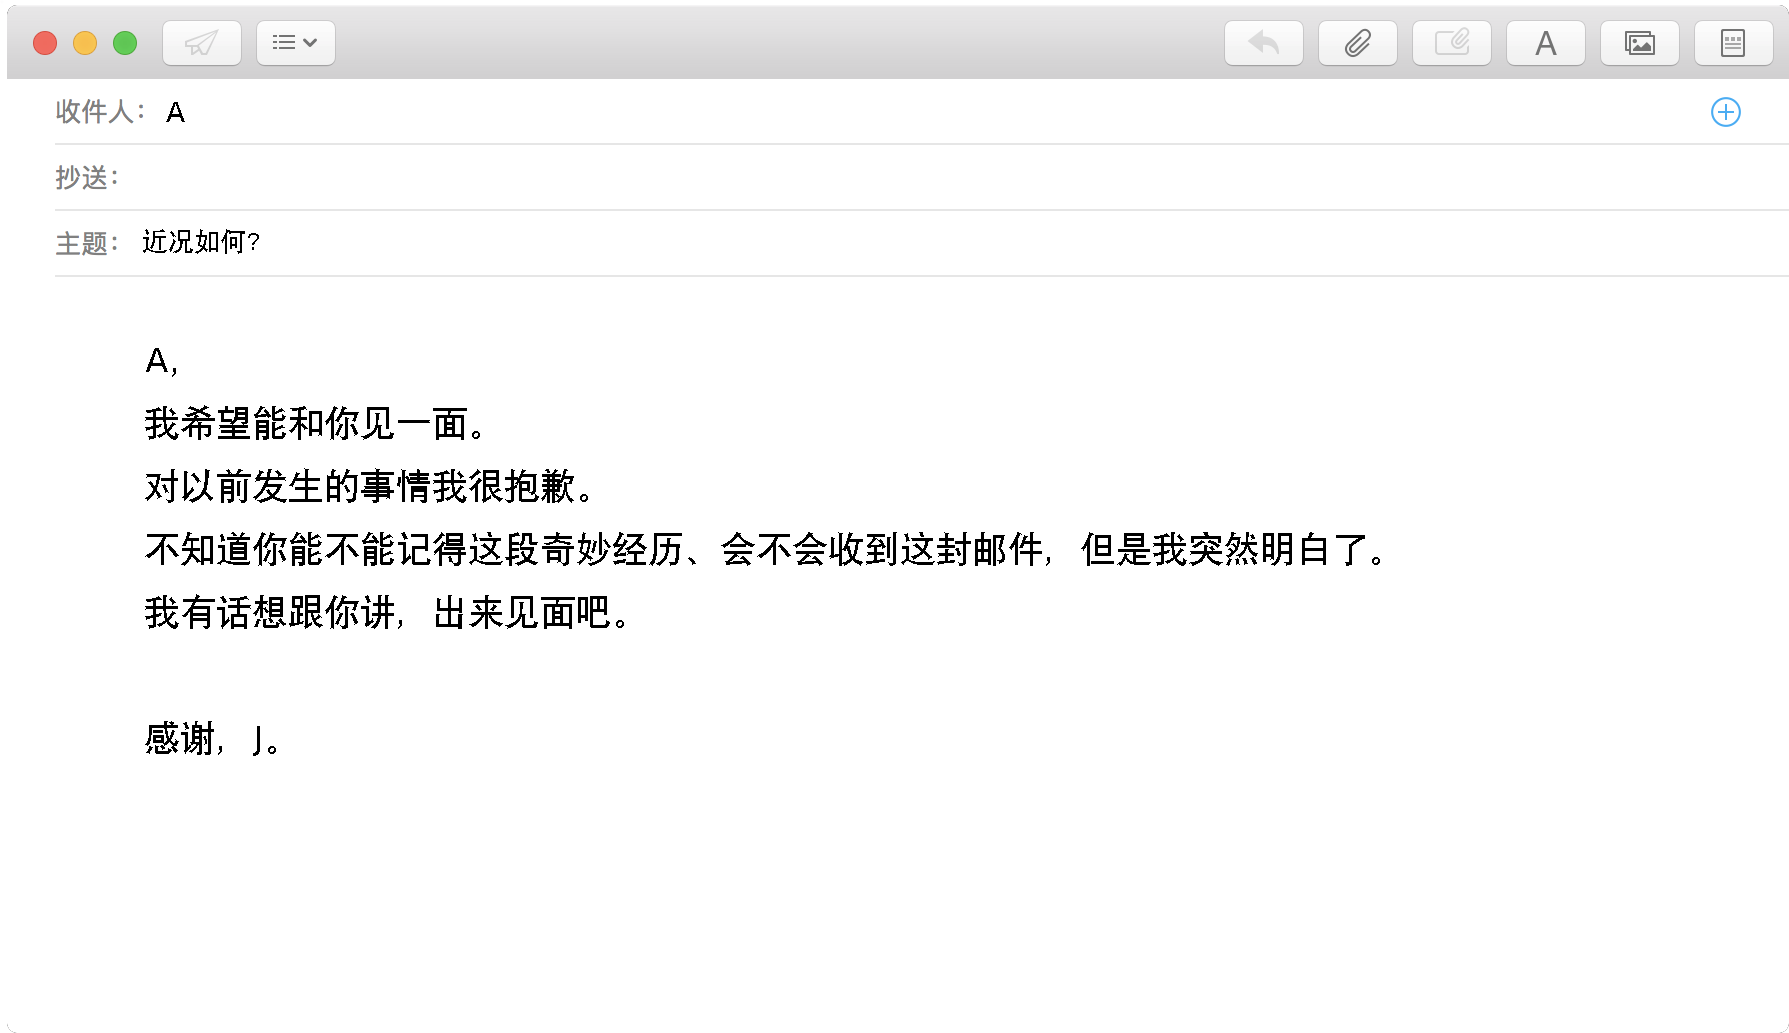 收件人： A
抄送：
主题： 近况如何?
A,
我希望能和你见一面。
对以前发生的事情我很抱歉。
不知道你能不能记得这段奇妙经历、会不会收到这封邮件，但是我突然明白了。
我有话想跟你讲，出来见面吧。
感谢，J。